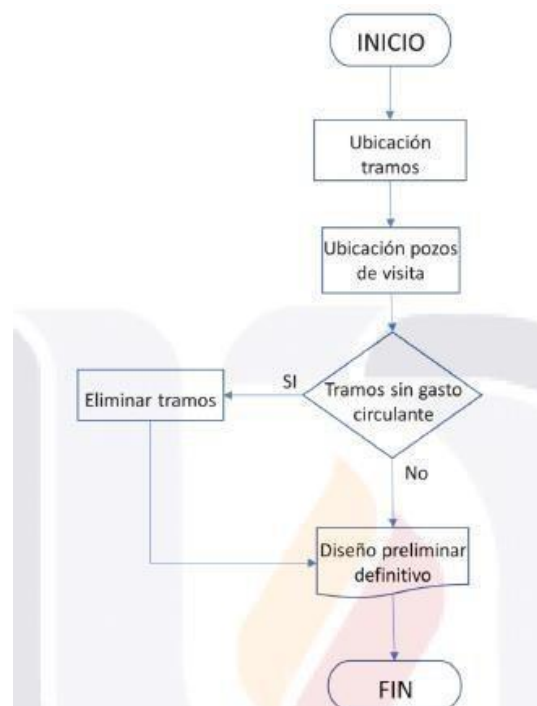 INICIO
Ubicación
tramos
Ubicación pozos
de visita
Tramos sin gasto
circulante
SI
Eliminar tramos
No
Diseño preliminar
definitivo
FIN